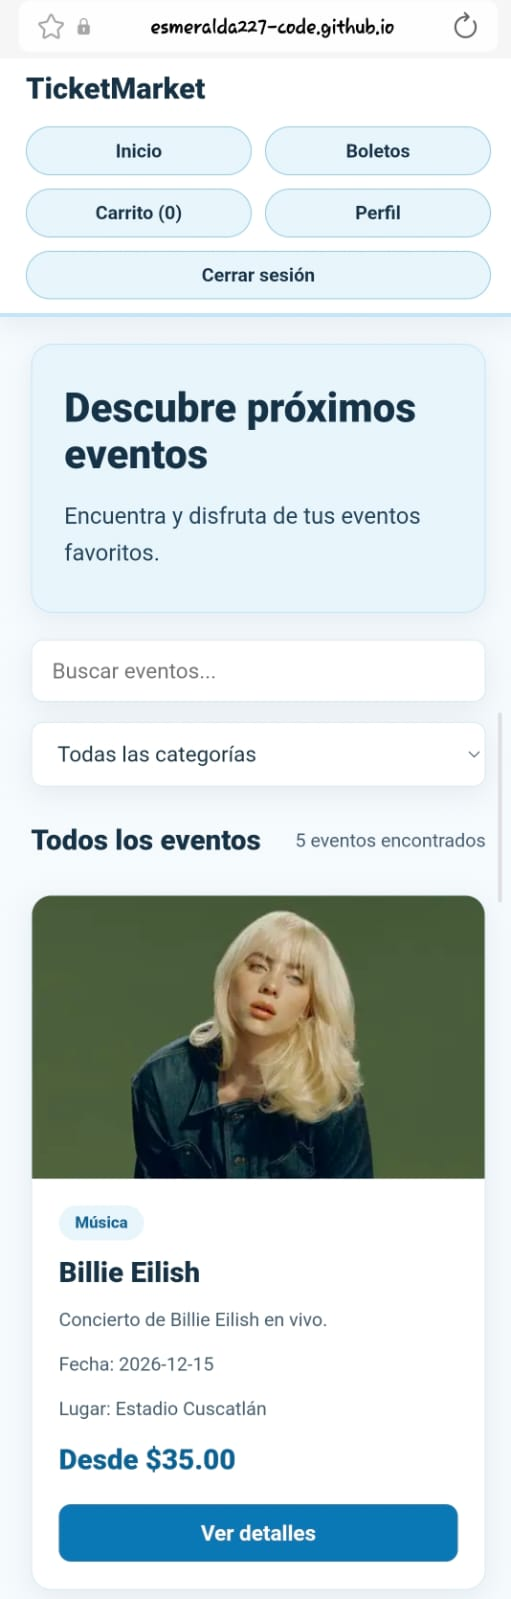 esmeralda227-code.github.io
TicketMarket
Inicio
Boletos
Carrito (0)
Perfil
Cerrar sesión
Descubre próximos
eventos
Encuentra y disfruta de tus eventos
favoritos.
Buscar eventos...
Todas las categorías
Todos los eventos
5 eventos encontrados
Música
Billie Eilish
Concierto de Billie Eilish en vivo.
Fecha: 2026-12-15
Lugar: Estadio Cuscatlán
Desde $35.00
Ver detalles